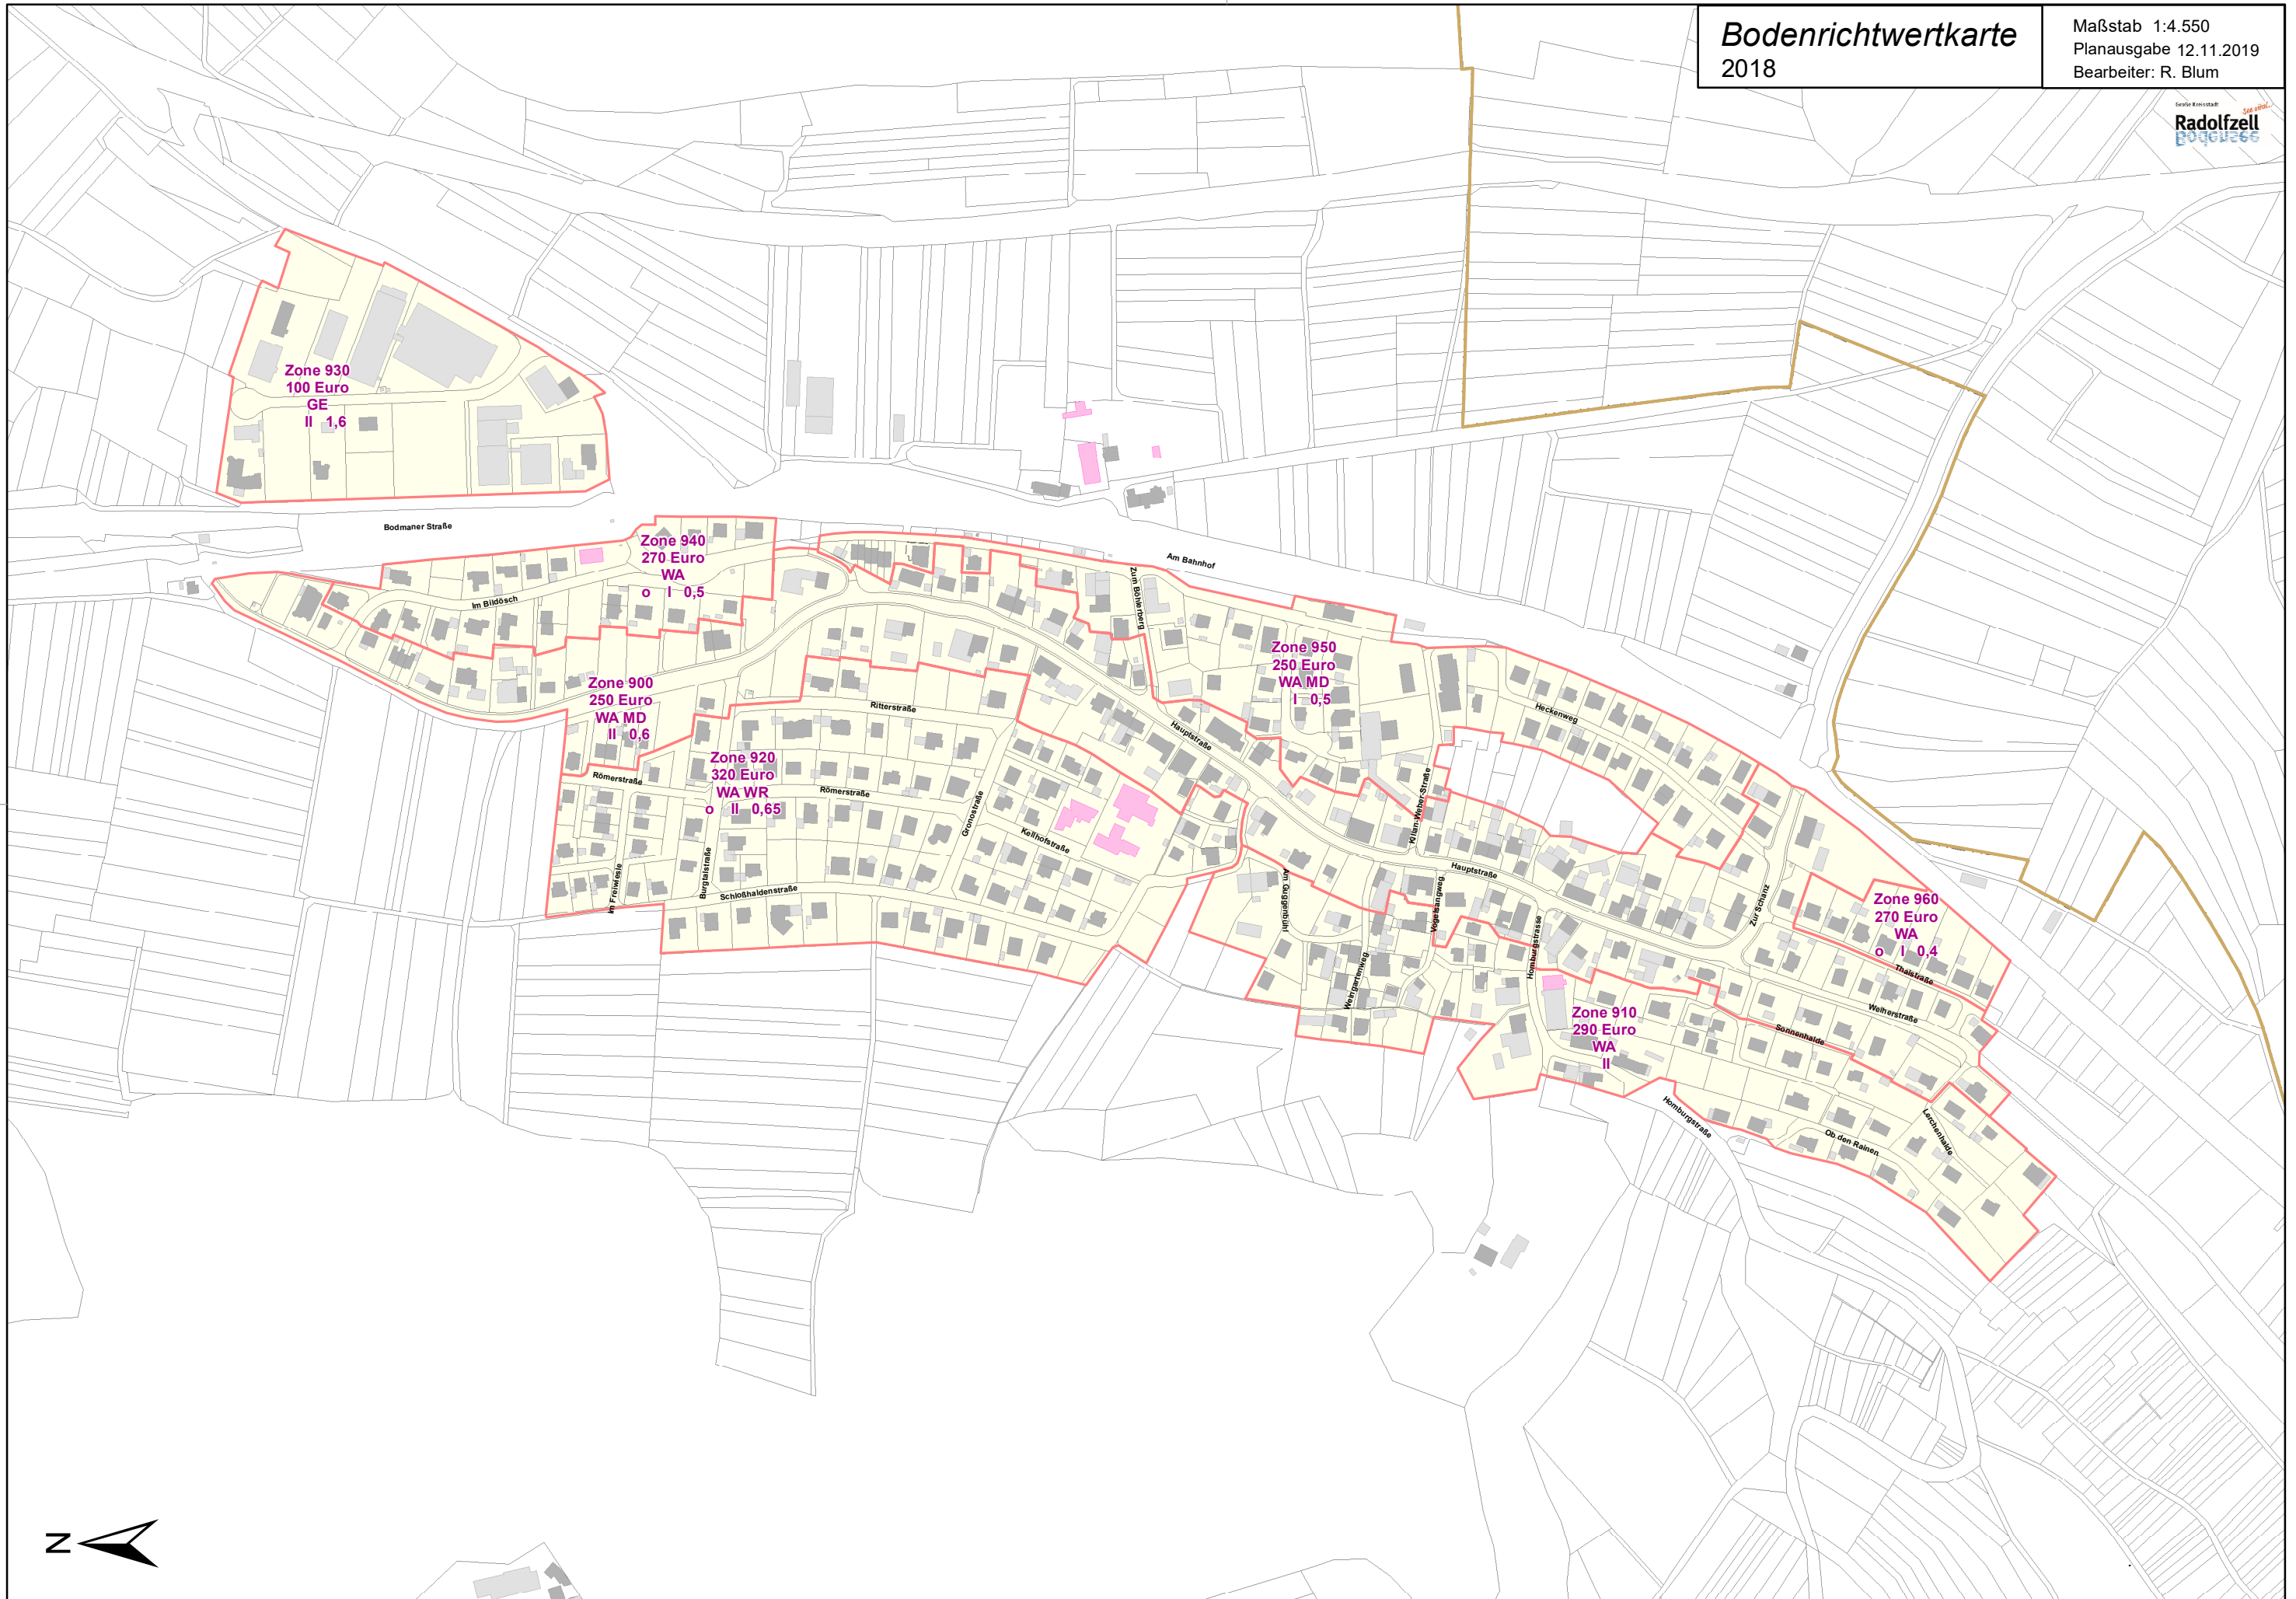 Bodenrichtwertkarte
2018
Maßstab 1:4.550
Planausgabe 12.11.2019
Bearbeiter: R. Blum
Große Kreisstadt
Radolfzell
Bodensee
Zone 930
100 Euro
GE
II 1,6
Bodmaner Straße
Zone 940
270 Euro
WA
o I 0,5
Im Bildösch
Am Bahnhof
Zum Böhlerberg
Zone 950
250 Euro
WA MD
I 0,5
Zone 900
250 Euro
WA MD
II 0,6
Ritterstraße
Hauptstraße
Heckenweg
Zone 920
320 Euro
WA WR
o II 0,65
Römerstraße
Römerstraße
Gronostraße
Kellhofstraße
Kilian-Weber-Straße
Im Freiwiesle
Burgtalstraße
Schloßhaldenstraße
Am Guggenbühl
Hauptstraße
Vogelsangweg
Zur Schanz
Zone 960
270 Euro
WA
o I 0,4
Thalstraße
Weingartenweg
Homburgstrasse
Zone 910
290 Euro
WA
II
Weiherstraße
Sonnenhalde
Homburgstraße
Ob den Rainen
Lerchenhalde
N